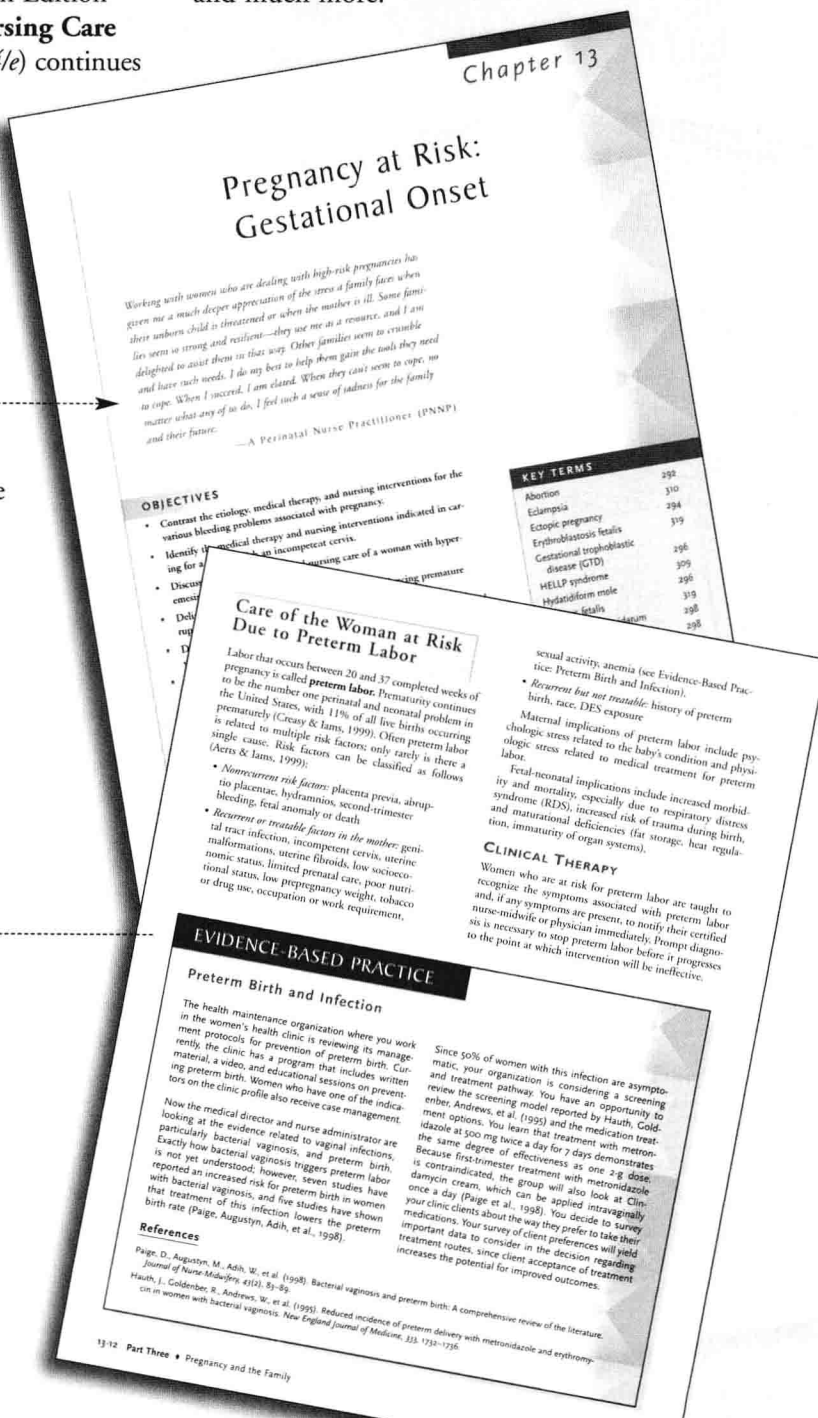 n Edition
and much more.
rsing Care
/e) continues
Chapter 13
Pregnancy at Risk:
Gestational Onset
Working with women who are dealing with high-risk pregnancies has
given me a much deeper appreciation of the stress a family faces when
their unborn child is threatened or when the mother is ill. Some fami-
lies seem so strong and resilient—they use me as a resource, and I am
delighted to assist them in that way. Other families seem to crumble
and have such needs. I do my best to help them gain the tools they need
to cope. When I succeed, I am elated. When they can't seem to cope, no
matter what any of us do, I feel such a sense of sadness for the family
and their future.
—A Perinatal Nurse Practitioner (PNNP)
e
OBJECTIVES
• Contrast the etiology, medical therapy, and nursing interventions for the
various bleeding problems associated with pregnancy.
• Identify the medical therapy and nursing interventions indicated in car-
ing for a an incompetent cervix.
• Discus nursing care of a woman with hyper-
emesi
• Deli ing premature
rup
• D
KEY TERMS
Abortion 292
Eclampsia 310
Ectopic pregnancy 294
Erythroblastosis fetalis 319
Gestational trophoblastic
disease (GTD) 296
HELLP syndrome 309
Hydatidiform mole 296
fetalis 319
idarum 298
298
Care of the Woman at Risk
Due to Preterm Labor
Labor that occurs between 20 and 37 completed weeks of
pregnancy is called preterm labor. Prematurity continues
to be the number one perinatal and neonatal problem in
the United States, with 11% of all live births occurring
prematurely (Creasy & Iams, 1999). Often preterm labor
is related to multiple risk factors; only rarely is there a
single cause. Risk factors can be classified as follows
(Aerts & Iams, 1999):
• Nonrecurrent risk factors: placenta previa, abrup-
tio placentae, hydramnios, second-trimester
bleeding, fetal anomaly or death
• Recurrent or treatable factors in the mother: geni-
tal tract infection, incompetent cervix, uterine
malformations, uterine fibroids, low socioeco-
nomic status, limited prenatal care, poor nutri-
tional status, low prepregnancy weight, tobacco
or drug use, occupation or work requirement,
sexual activity, anemia (see Evidence-Based Prac-
tice: Preterm Birth and Infection).
• Recurrent but not treatable: history of preterm
birth, race, DES exposure
Maternal implications of preterm labor include psy-
chologic stress related to the baby's condition and physi-
ologic stress related to medical treatment for preterm
labor.
Fetal-neonatal implications include increased morbid-
ity and mortality, especially due to respiratory distress
syndrome (RDS), increased risk of trauma during birth,
and maturational deficiencies (fat storage, heat regula-
tion, immaturity of organ systems).
CLINICAL THERAPY
Women who are at risk for preterm labor are taught to
recognize the symptoms associated with preterm labor
and, if any symptoms are present, to notify their certified
nurse-midwife or physician immediately. Prompt diagno-
sis is necessary to stop preterm labor before it progresses
to the point at which intervention will be ineffective.
EVIDENCE-BASED PRACTICE
Preterm Birth and Infection
The health maintenance organization where you work
in the women's health clinic is reviewing its manage-
ment protocols for prevention of preterm birth. Cur-
rently, the clinic has a program that includes written
material, a video, and educational sessions on prevent-
ing preterm birth. Women who have one of the indica-
tors on the clinic profile also receive case management.
Now the medical director and nurse administrator are
looking at the evidence related to vaginal infections,
particularly bacterial vaginosis, and preterm birth.
Exactly how bacterial vaginosis triggers preterm labor
is not yet understood; however, seven studies have
reported an increased risk for preterm birth in women
with bacterial vaginosis, and five studies have shown
that treatment of this infection lowers the preterm
birth rate (Paige, Augustyn, Adih, et al., 1998).
Since 50% of women with this infection are asympto-
matic, your organization is considering a screening
and treatment pathway. You have an opportunity to
review the screening model reported by Hauth, Gold-
enber, Andrews, et al. (1995) and the medication treat-
ment options. You learn that treatment with metron-
idazole at 500 mg twice a day for 7 days demonstrates
the same degree of effectiveness as one 2-g dose.
Because first-trimester treatment with metronidazole
is contraindicated, the group will also look at Clin-
damycin cream, which can be applied intravaginally
once a day (Paige et al., 1998). You decide to survey
your clinic clients about the way they prefer to take their
medications. Your survey of client preferences will yield
important data to consider in the decision regarding
treatment routes, since client acceptance of treatment
increases the potential for improved outcomes.
References
Paige, D., Augustyn, M., Adih, W., et al. (1998). Bacterial vaginosis and preterm birth: A comprehensive review of the literature.
Journal of Nurse-Midwifery, 43(2), 83–89.
Hauth, J., Goldenber, R., Andrews, W., et al. (1995). Reduced incidence of preterm delivery with metronidazole and erythromy-
cin in women with bacterial vaginosis. New England Journal of Medicine, 333, 1732–1736.
13-12 Part Three • Pregnancy and the Family